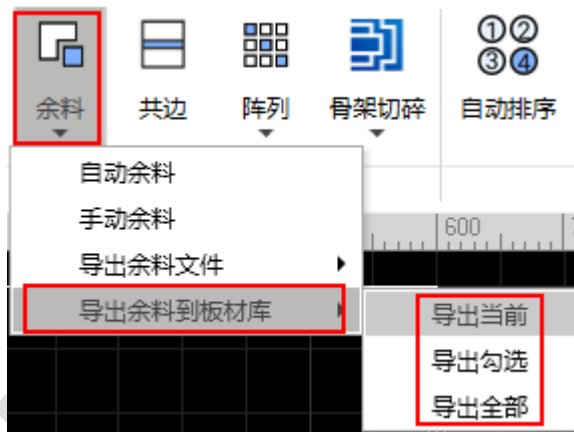 ①②
③④
余料 共边 阵列 骨架切碎 自动排序
自动余料
手动余料
600
导出余料文件
导出余料到板材库
导出当前
导出勾选
导出全部